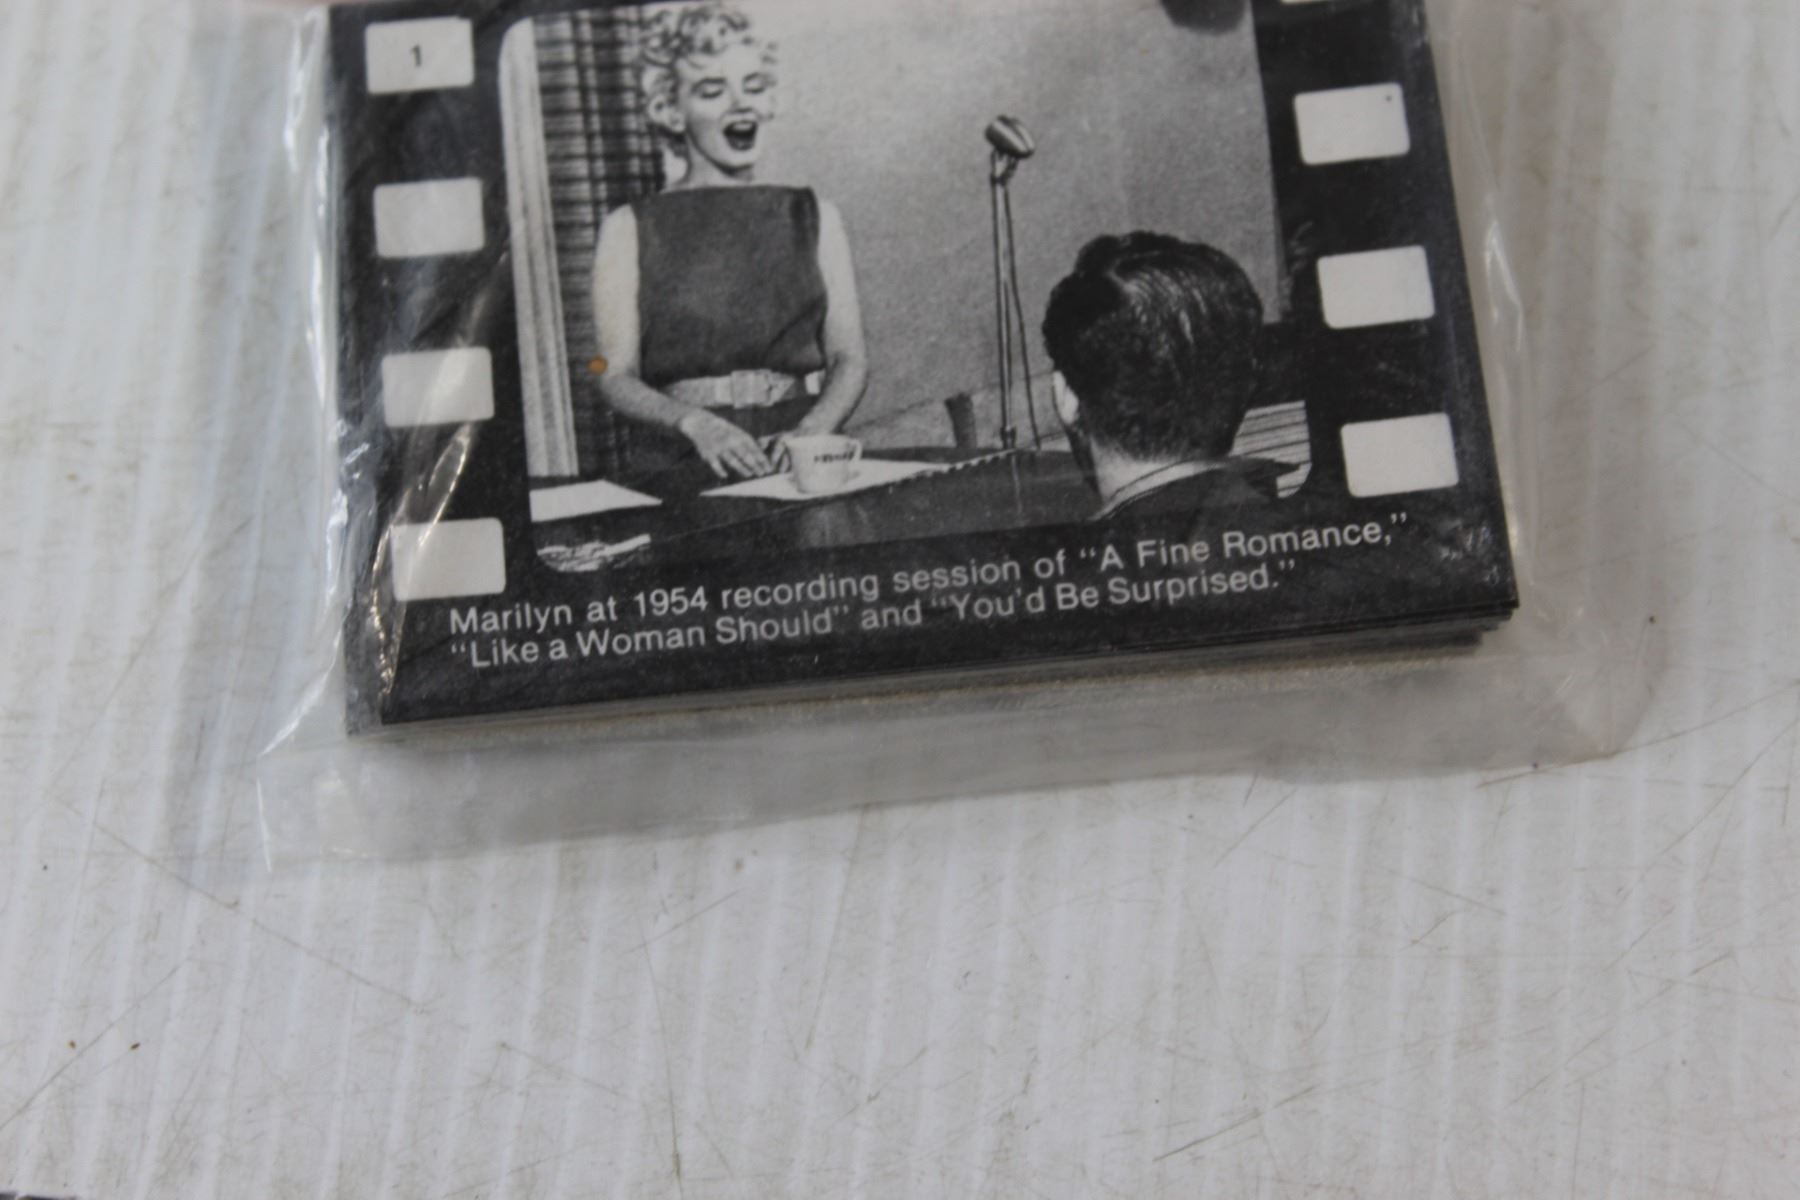 1
Marilyn at 1954 recording session of “A Fine Romance,”
“Like a Woman Should” and “You’d Be Surprised.”